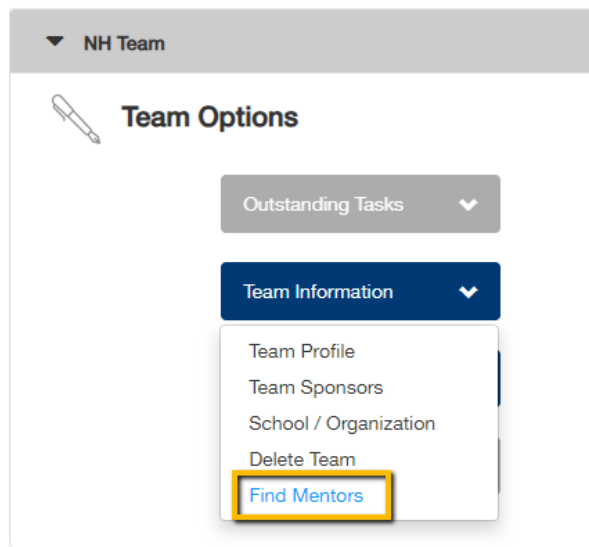 NH Team
Team Options
Outstanding Tasks
Team Information
Team Profile
Team Sponsors
School / Organization
Delete Team
Find Mentors